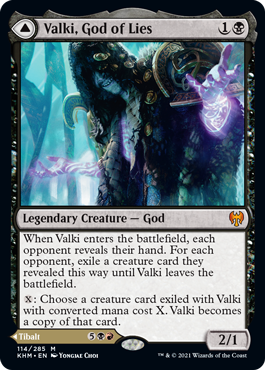 Valki, God of Lies 1
Legendary Creature — God
When Valki enters the battlefield, each
opponent reveals their hand. For each
opponent, exile a creature card they
revealed this way until Valki leaves the
battlefield.
X: Choose a creature card exiled with Valki
with converted mana cost X. Valki becomes
a copy of that card.
Tibalt 5
2/1
114/285 M
KHM • EN YONGJAE CHOI
™ & © 2021 Wizards of the Coast